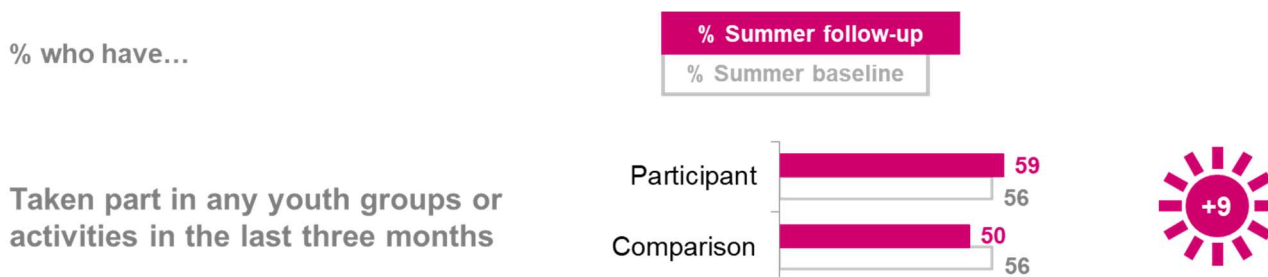 % Summer follow-up
% who have…
% Summer baseline
Participant
59
56
Taken part in any youth groups or
activities in the last three months
+9
Comparison
50
56